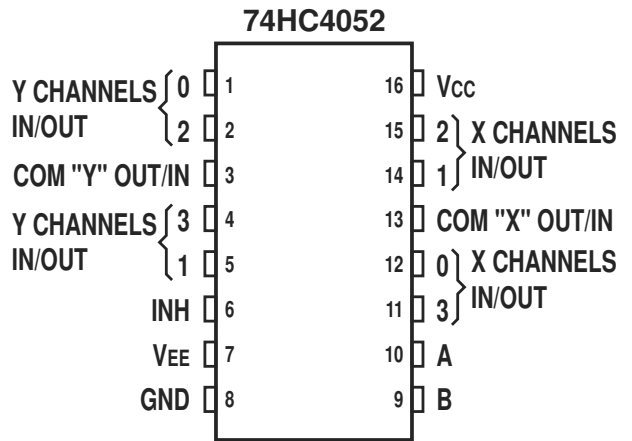 74HC4052
Y CHANNELS IN/OUT
0 1
2 2
COM "Y" OUT/IN 3
Y CHANNELS IN/OUT
3 4
1 5
INH 6
VEE 7
GND 8
16 VCC
15 2
14 1
X CHANNELS IN/OUT
13 COM "X" OUT/IN
12 0
11 3
X CHANNELS IN/OUT
10 A
9 B